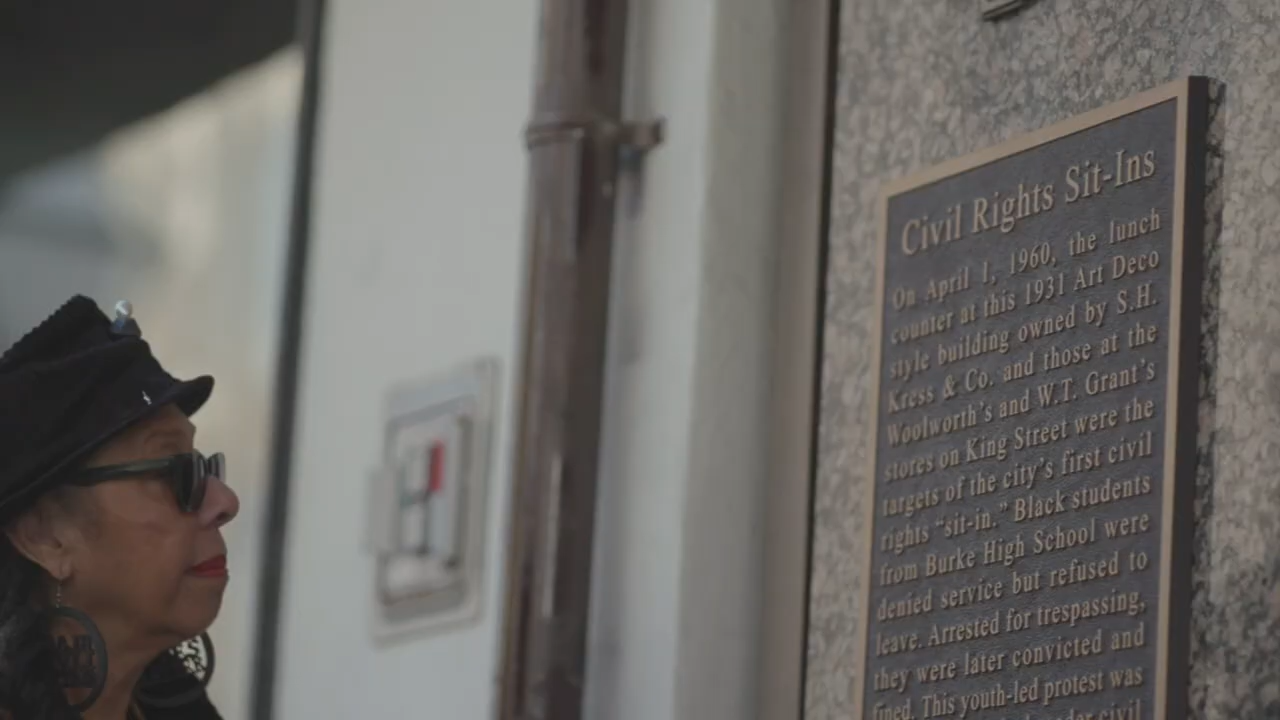 Civil Rights Sit-Ins
On April 1, 1960, the lunch
counter at this 1931 Art Deco
style building owned by S.H.
Kress & Co. and those at the
Woolworth's and W.T. Grant's
stores on King Street were the
targets of the city's first civil
rights "sit-in." Black students
from Burke High School were
denied service but refused to
leave. Arrested for trespassing,
they were later convicted and
fined. This youth-led protest was
civil